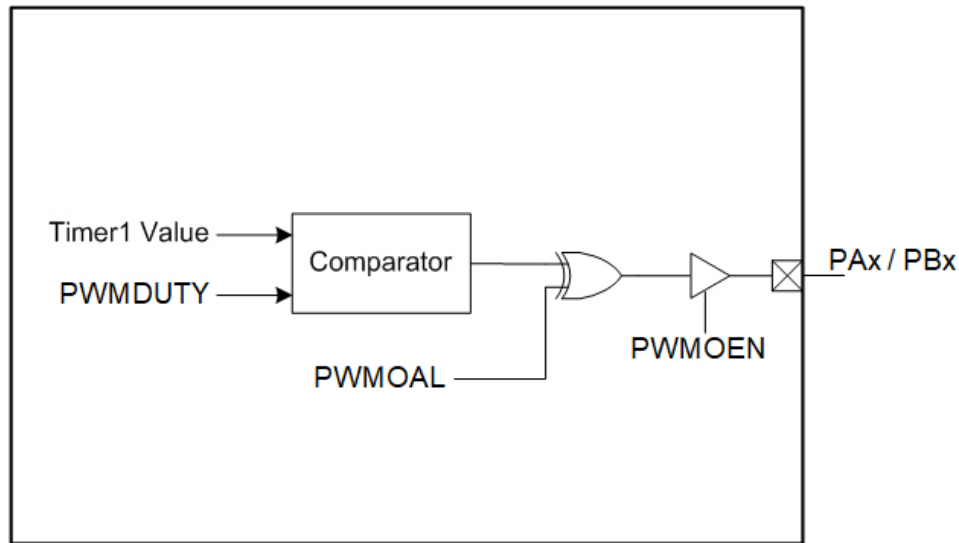 Timer1 Value
Comparator
PAx / PBx
PWMDUTY
PWMOEN
PWMOAL